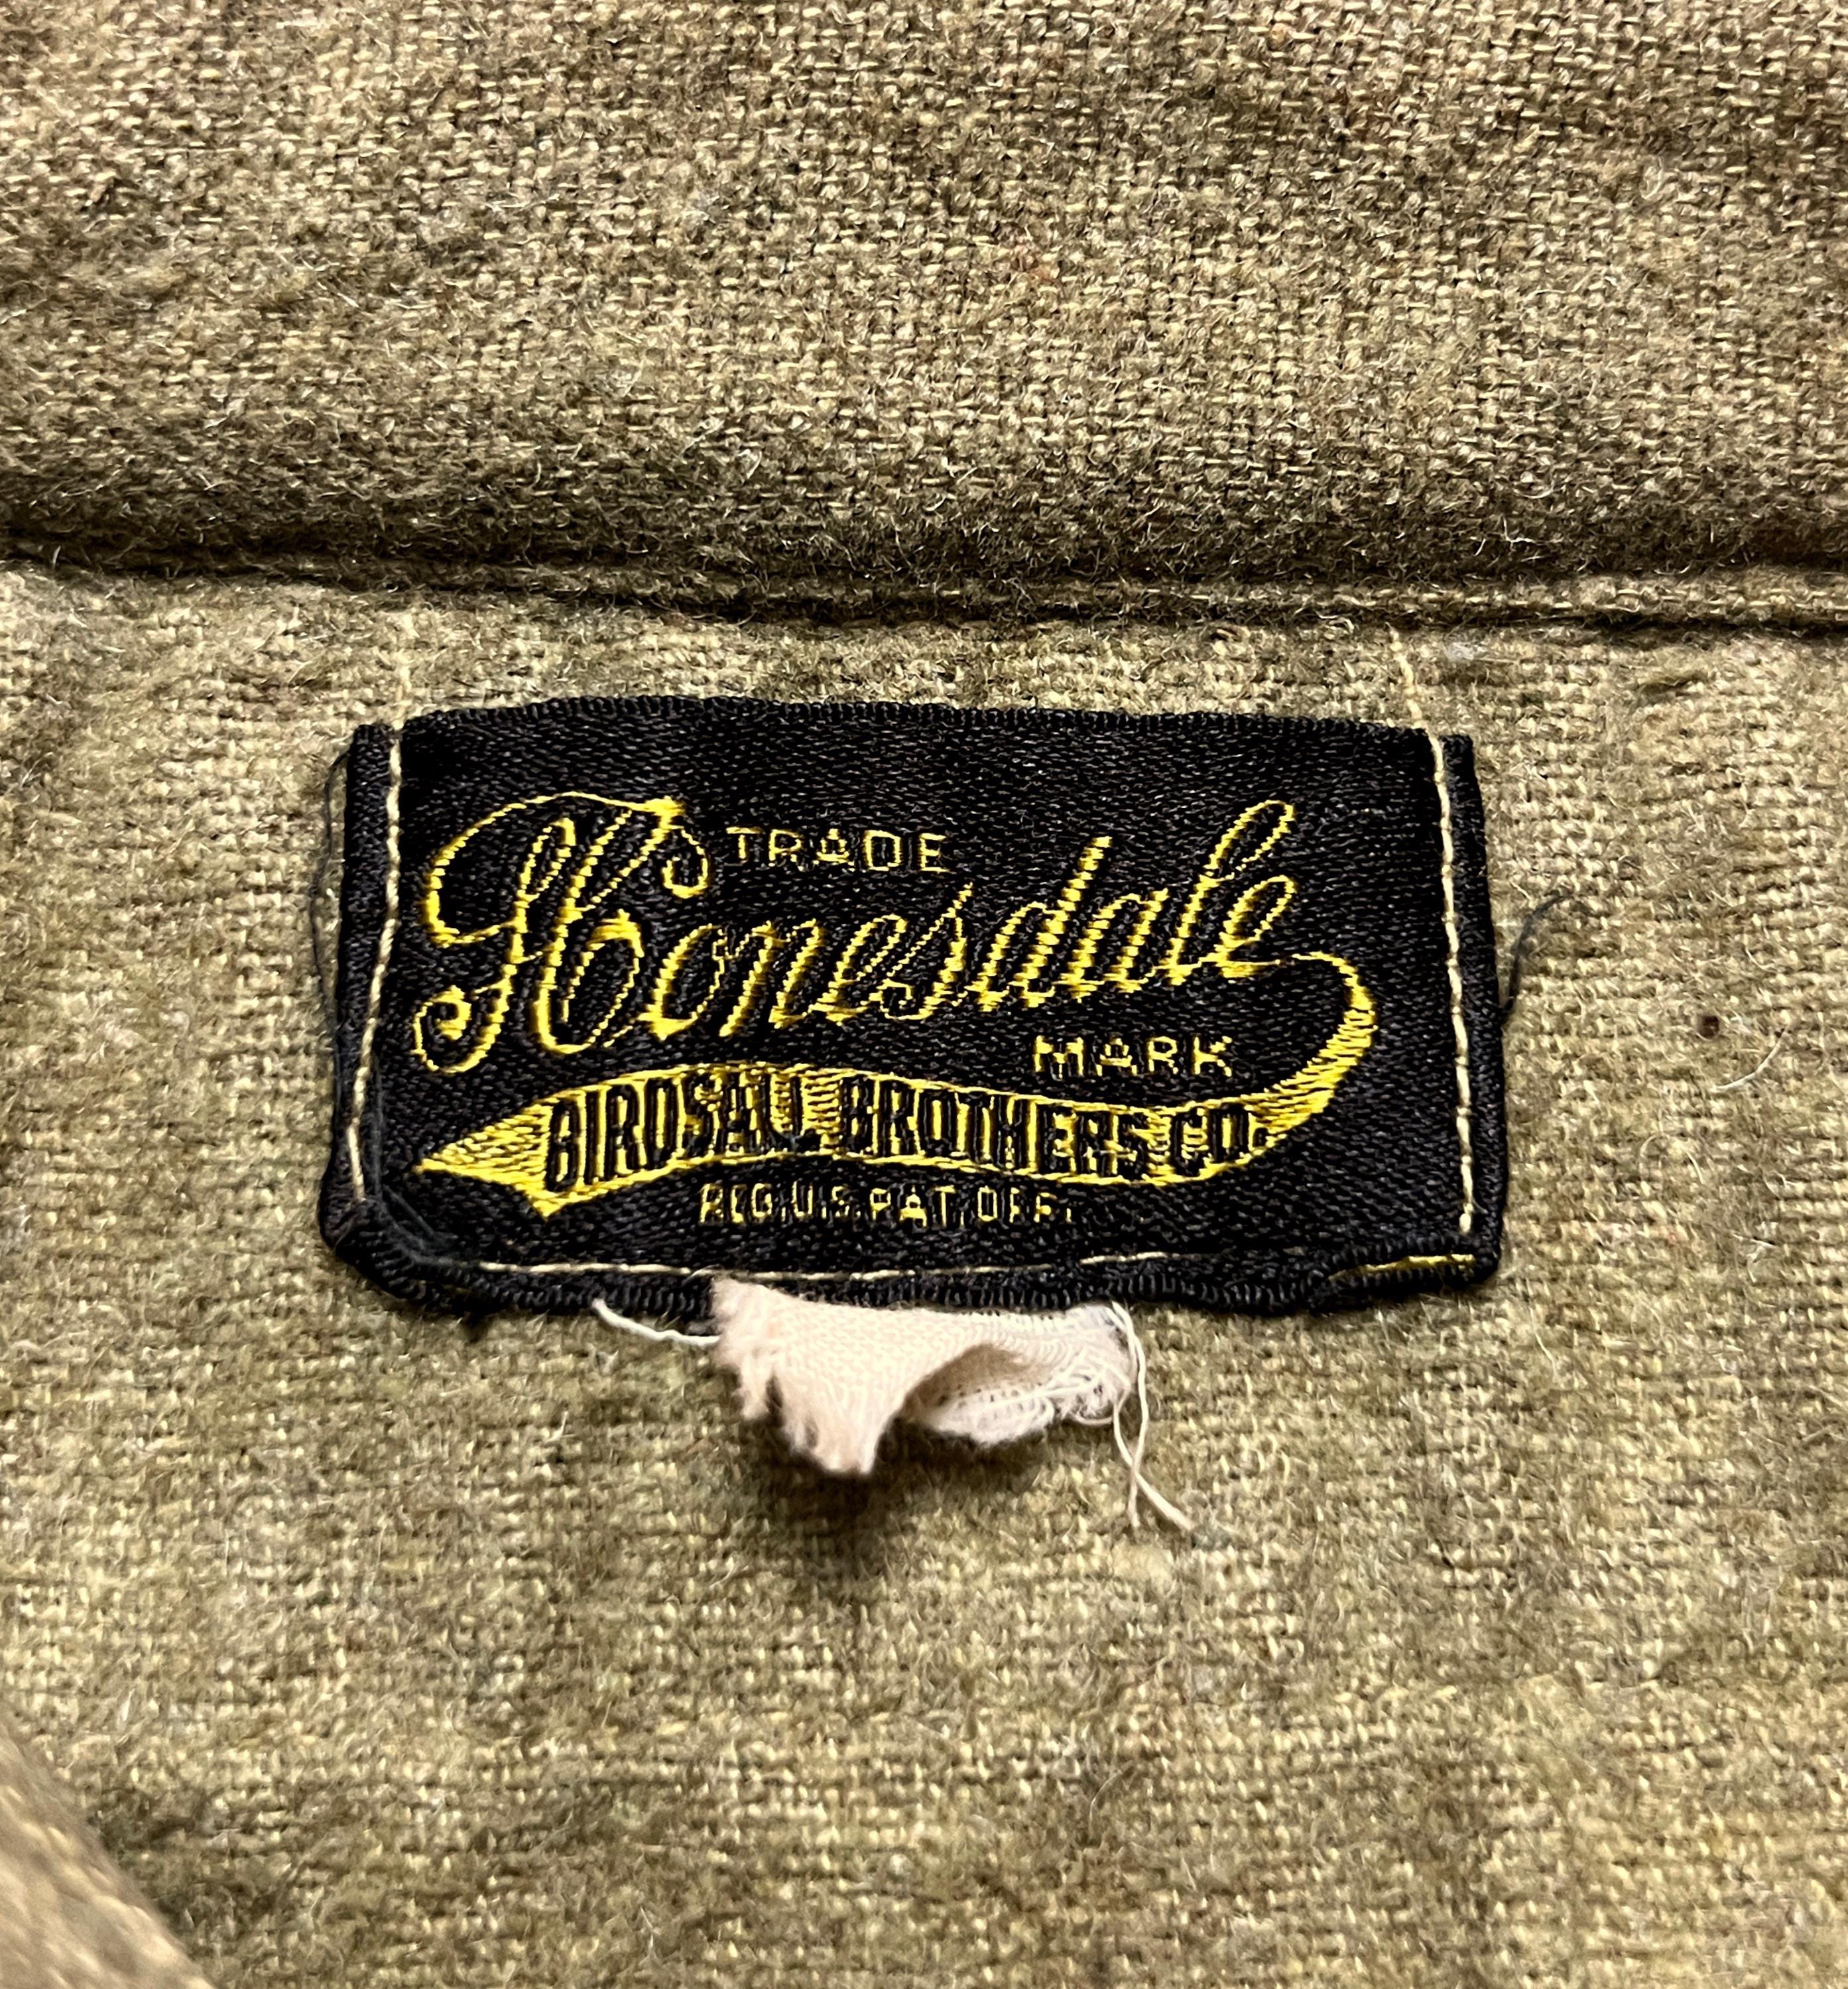 TRADE
Honesdale
MARK
BIRDSALL BROTHERS CO.
REG. U.S. PAT. OFF.